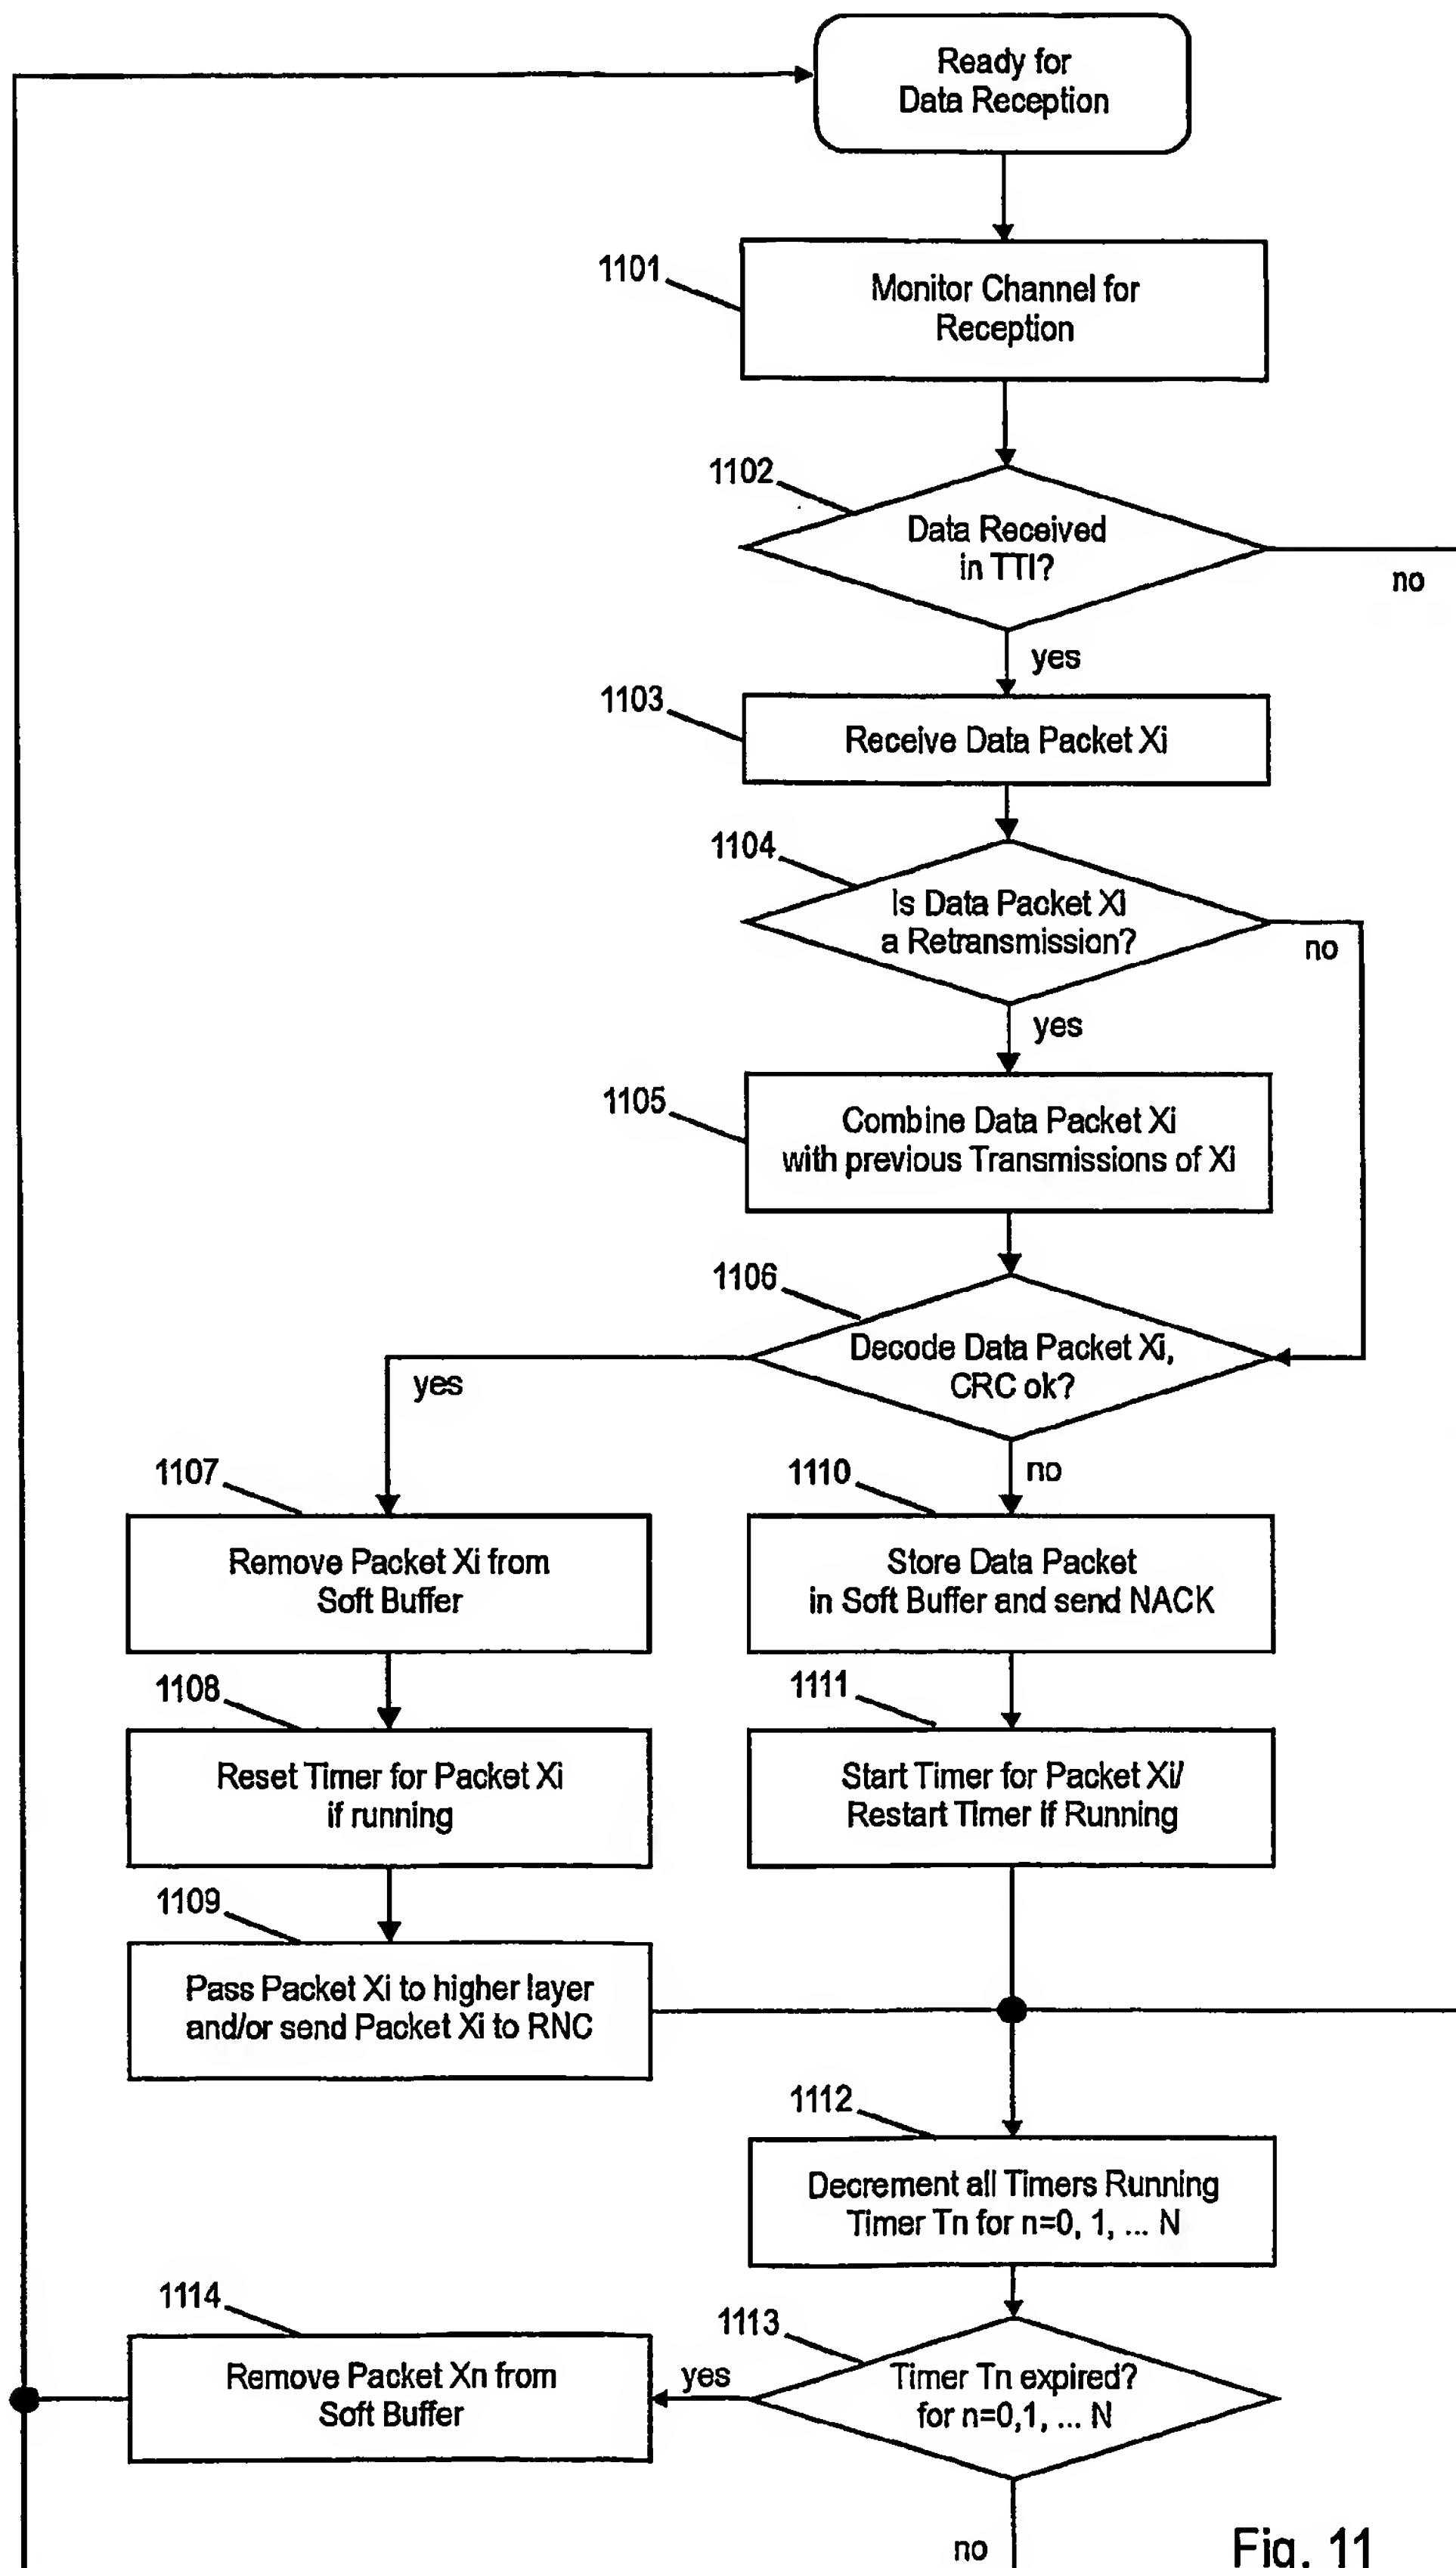 Ready for
Data Reception
1101
Monitor Channel for
Reception
1102
Data Received
in TTI?
no
yes
1103
Receive Data Packet Xi
1104
Is Data Packet Xi
a Retransmission?
no
yes
1105
Combine Data Packet Xi
with previous Transmissions of Xi
1106
Decode Data Packet Xi,
CRC ok?
yes
no
1107
Remove Packet Xi from
Soft Buffer
1110
Store Data Packet
in Soft Buffer and send NACK
1108
Reset Timer for Packet Xi
if running
1111
Start Timer for Packet Xi/
Restart Timer if Running
1109
Pass Packet Xi to higher layer
and/or send Packet Xi to RNC
1112
Decrement all Timers Running
Timer Tn for n=0, 1, ... N
1114
Remove Packet Xn from
Soft Buffer
yes
1113
Timer Tn expired?
for n=0,1, ... N
no
Fig. 11